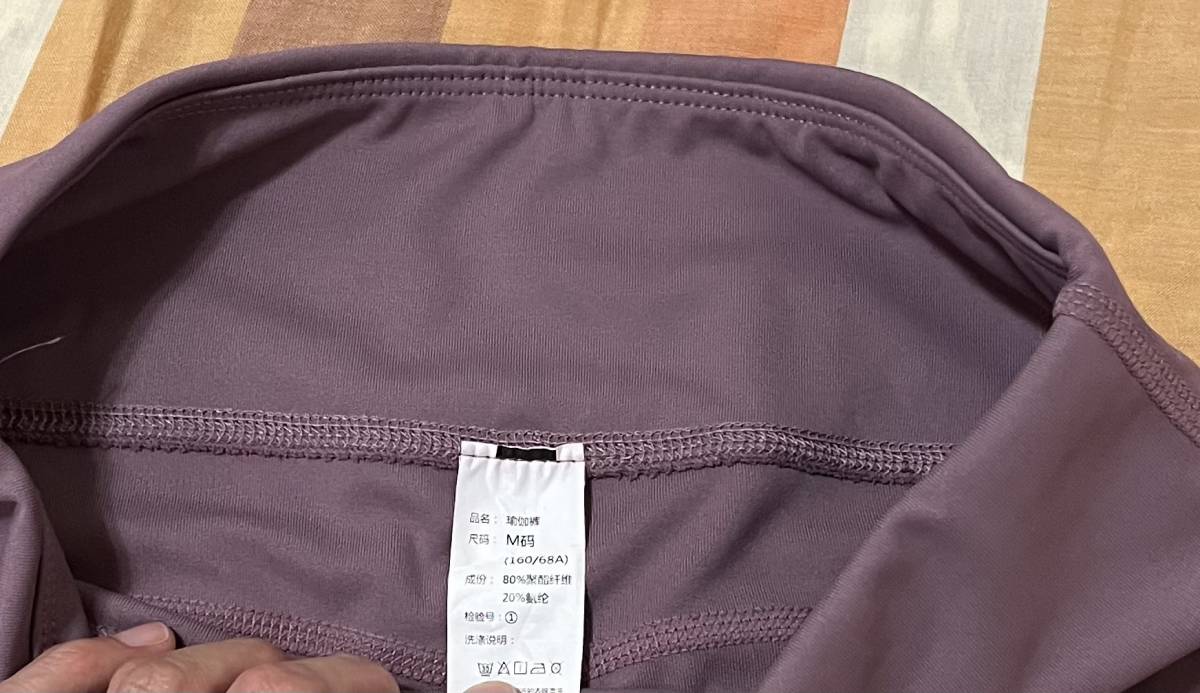 品名：瑜伽裤
尺码：M码
(160/68A)
成份：80%聚酯纤维
20%氨纶
检验号：①
洗涤说明：